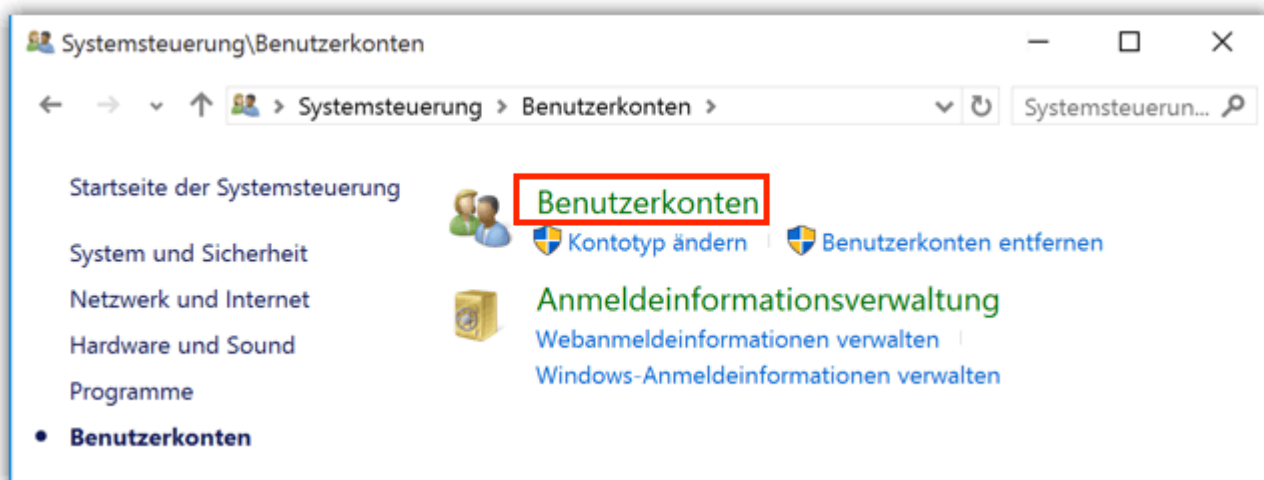 Systemsteuerung\Benutzerkonten
Systemsteuerung > Benutzerkonten >
Systemsteuerun...
Startseite der Systemsteuerung
System und Sicherheit
Netzwerk und Internet
Hardware und Sound
Programme
• Benutzerkonten
Benutzerkonten
Kontotyp ändern
Benutzerkonten entfernen
Anmeldeinformationsverwaltung
Webanmeldeinformationen verwalten
Windows-Anmeldeinformationen verwalten